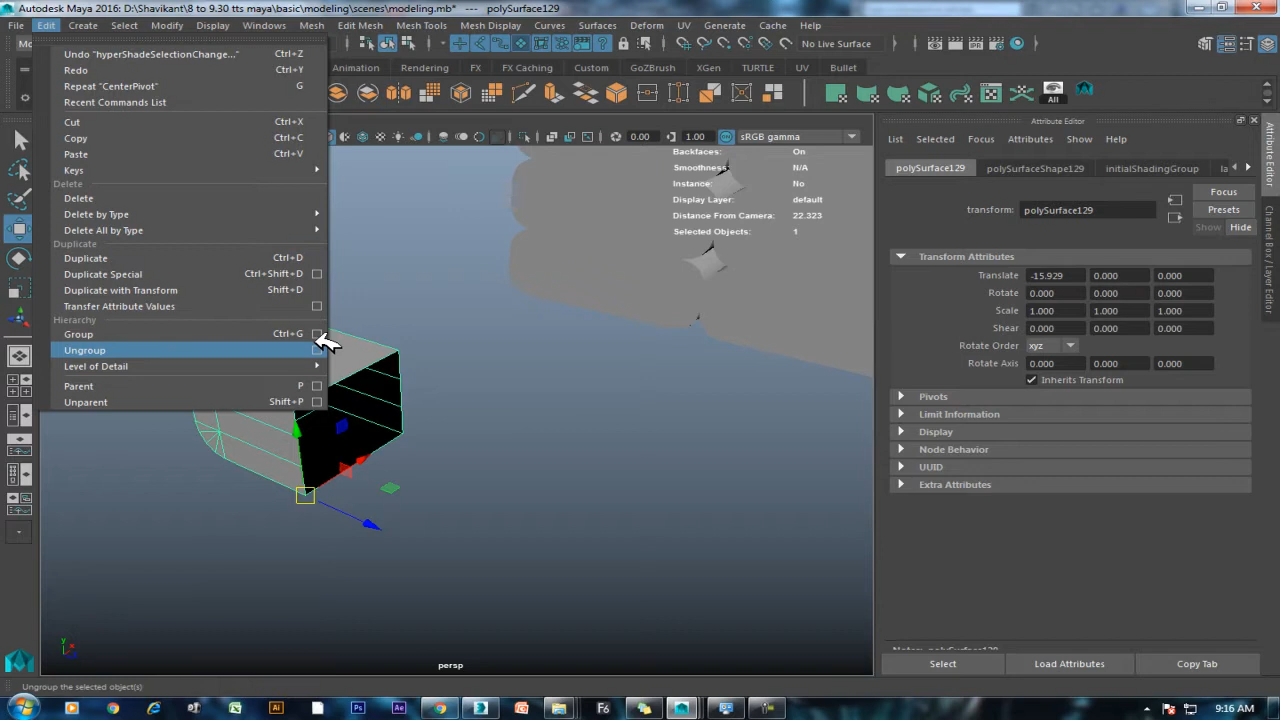 Autodesk Maya 2016: D:\Shavikant\8 to 9.30 tts maya\basic\modeling\scenes\modeling.mb* --- polySurface129
File Edit Create Select Modify Display Windows Mesh Edit Mesh Mesh Tools Mesh Display Curves Surfaces Deform UV Generate Cache Help
No Live Surface
Animation Rendering FX FX Caching Custom GoZBrush XGen TURTLE UV Bullet
All
0.00 1.00 sRGB gamma
Undo "hyperShadeSelectionChange..." Ctrl+Z
Redo Ctrl+Y
Repeat "CenterPivot" G
Recent Commands List
Cut Ctrl+X
Copy Ctrl+C
Paste Ctrl+V
Keys
Delete
Delete
Delete by Type
Delete All by Type
Duplicate
Duplicate Ctrl+D
Duplicate Special Ctrl+Shift+D
Duplicate with Transform Shift+D
Transfer Attribute Values
Hierarchy
Group Ctrl+G
Ungroup
Level of Detail
Parent P
Unparent Shift+P
Backfaces: On
Smoothness: N/A
Instance: No
Display Layer: default
Distance From Camera: 22.323
Selected Objects: 1
y
persp
Attribute Editor
List Selected Focus Attributes Show Help
polySurface129 polySurfaceShape129 initialShadingGroup
Focus
transform: polySurface129 Presets
Show Hide
Transform Attributes
Translate -15.929 0.000 0.000
Rotate 0.000 0.000 0.000
Scale 1.000 1.000 1.000
Shear 0.000 0.000 0.000
Rotate Order xyz
Rotate Axis 0.000 0.000 0.000
Inherits Transform
Pivots
Limit Information
Display
Node Behavior
UUID
Extra Attributes
Select Load Attributes Copy Tab
Attribute Editor
Channel Box / Layer Editor
Ungroup the selected object(s)
9:16 AM